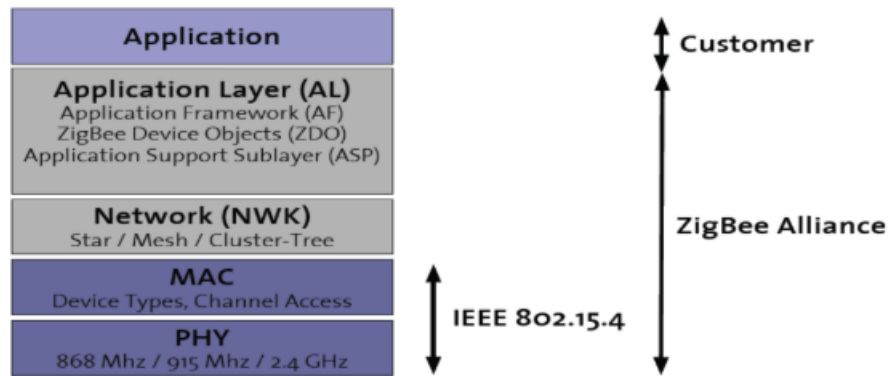 Application
Application Layer (AL)
Application Framework (AF)
ZigBee Device Objects (ZDO)
Application Support Sublayer (ASP)
Network (NWK)
Star / Mesh / Cluster-Tree
MAC
Device Types, Channel Access
PHY
868 Mhz / 915 Mhz / 2.4 GHz
IEEE 802.15.4
Customer
ZigBee Alliance